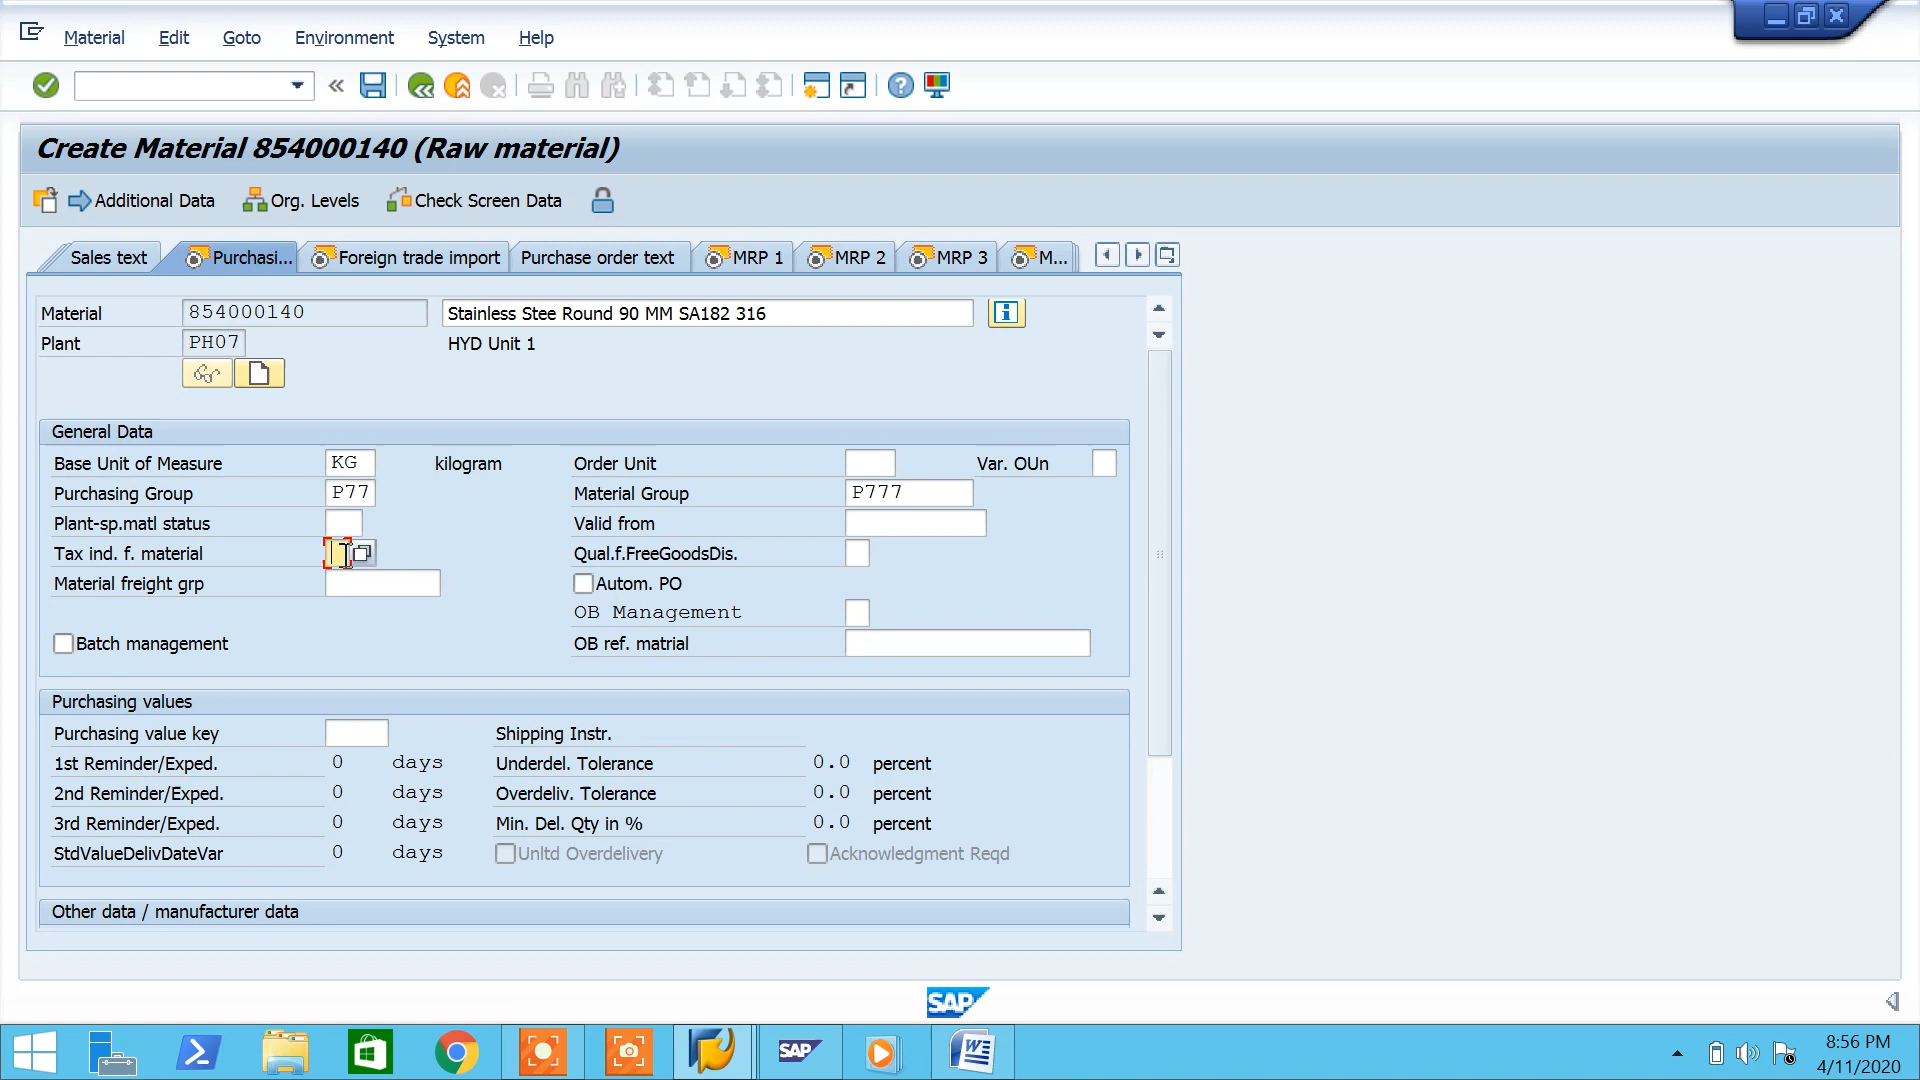 Material Edit Goto Environment System Help
Create Material 854000140 (Raw material)
Additional Data Org. Levels Check Screen Data
Sales text Purchasi... Foreign trade import Purchase order text MRP 1 MRP 2 MRP 3 M...
Material 854000140 Stainless Stee Round 90 MM SA182 316
Plant PH07 HYD Unit 1
General Data
Base Unit of Measure KG kilogram Order Unit Var. OUn
Purchasing Group P77 Material Group P777
Plant-sp.matl status Valid from
Tax ind. f. material Qual.f.FreeGoodsDis.
Material freight grp Autom. PO
OB Management
Batch management OB ref. matrial
Purchasing values
Purchasing value key Shipping Instr.
1st Reminder/Exped. 0 days Underdel. Tolerance 0.0 percent
2nd Reminder/Exped. 0 days Overdeliv. Tolerance 0.0 percent
3rd Reminder/Exped. 0 days Min. Del. Qty in % 0.0 percent
StdValueDelivDateVar 0 days Unltd Overdelivery Acknowledgment Reqd
Other data / manufacturer data
SAP
SAP
8:56 PM
4/11/2020